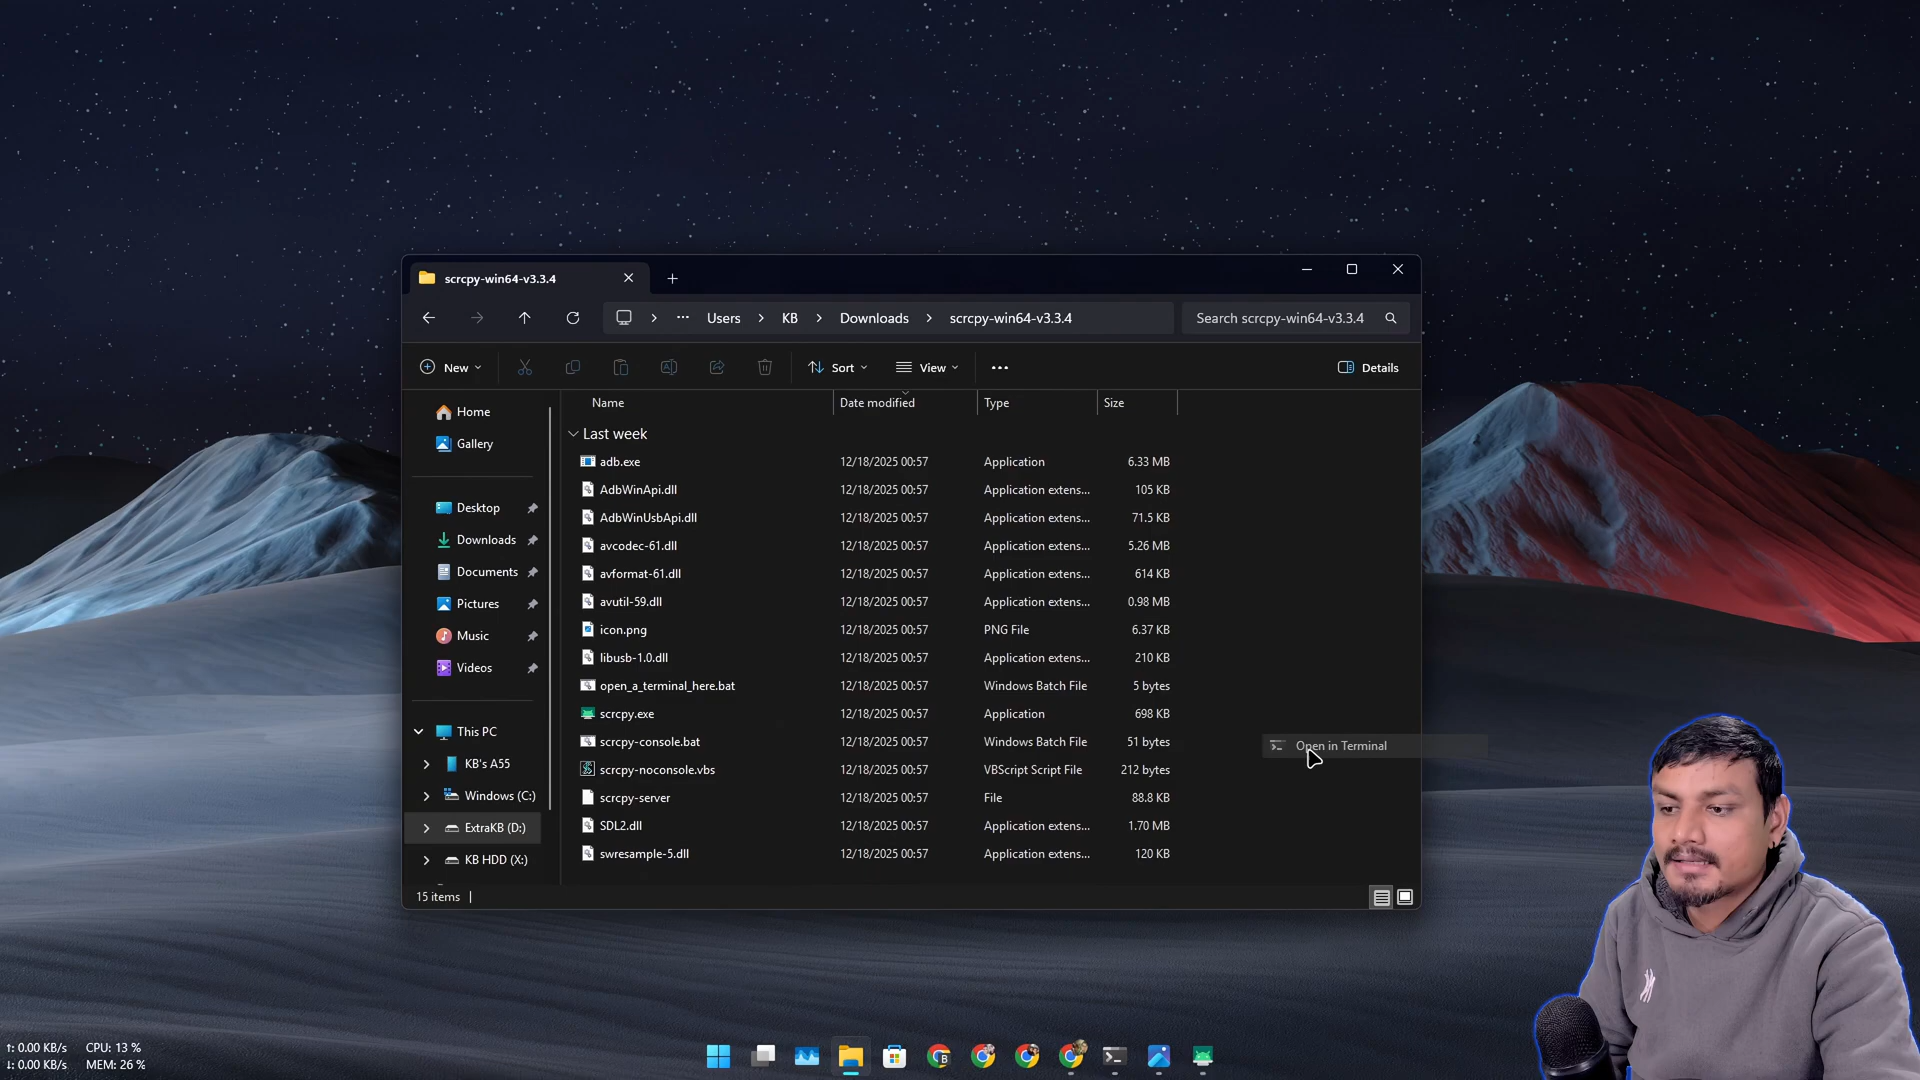 scrcpy-win64-v3.3.4
Users KB Downloads scrcpy-win64-v3.3.4
Search scrcpy-win64-v3.3.4
New Sort View Details
Name Date modified Type Size
Last week
adb.exe 12/18/2025 00:57 Application 6.33 MB
AdbWinApi.dll 12/18/2025 00:57 Application extens... 105 KB
AdbWinUsbApi.dll 12/18/2025 00:57 Application extens... 71.5 KB
avcodec-61.dll 12/18/2025 00:57 Application extens... 5.26 MB
avformat-61.dll 12/18/2025 00:57 Application extens... 614 KB
avutil-59.dll 12/18/2025 00:57 Application extens... 0.98 MB
icon.png 12/18/2025 00:57 PNG File 6.37 KB
libusb-1.0.dll 12/18/2025 00:57 Application extens... 210 KB
open_a_terminal_here.bat 12/18/2025 00:57 Windows Batch File 5 bytes
scrcpy.exe 12/18/2025 00:57 Application 698 KB
scrcpy-console.bat 12/18/2025 00:57 Windows Batch File 51 bytes
scrcpy-noconsole.vbs 12/18/2025 00:57 VBScript Script File 212 bytes
scrcpy-server 12/18/2025 00:57 File 88.8 KB
SDL2.dll 12/18/2025 00:57 Application extens... 1.70 MB
swresample-5.dll 12/18/2025 00:57 Application extens... 120 KB
Home
Gallery
Desktop
Downloads
Documents
Pictures
Music
Videos
This PC
KB's A55
Windows (C:)
ExtraKB (D:)
KB HDD (X:)
Open in Terminal
15 items
↑: 0.00 KB/s CPU: 13 %
↓: 0.00 KB/s MEM: 26 %
B